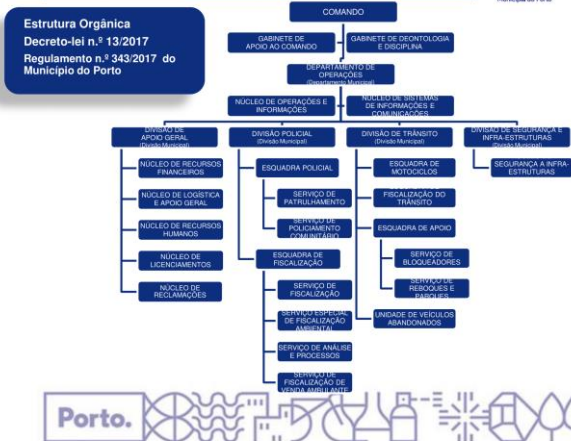 Estrutura Orgânica
Decreto-lei n.º 13/2017
Regulamento n.º 343/2017 do
Município do Porto
COMANDO
GABINETE DE
APOIO AO COMANDO
GABINETE DE DEONTOLOGIA
E DISCIPLINA
DEPARTAMENTO DE
OPERAÇÕES
(Departamento Municipal)
NÚCLEO DE OPERAÇÕES E
INFORMAÇÕES
NÚCLEO DE SISTEMAS
DE INFORMAÇÕES E
COMUNICAÇÕES
DIVISÃO DE
APOIO GERAL
(Divisão Municipal)
NÚCLEO DE RECURSOS
FINANCEIROS
NÚCLEO DE LOGÍSTICA
E APOIO GERAL
NÚCLEO DE RECURSOS
HUMANOS
NÚCLEO DE
LICENCIAMENTOS
NÚCLEO DE
RECLAMAÇÕES
DIVISÃO POLICIAL
(Divisão Municipal)
ESQUADRA POLICIAL
SERVIÇO DE
PATRULHAMENTO
SERVIÇO DE
POLICIAMENTO
COMUNITÁRIO
ESQUADRA DE
FISCALIZAÇÃO
SERVIÇO DE
FISCALIZAÇÃO
SERVIÇO ESPECIAL
DE FISCALIZAÇÃO
AMBIENTAL
SERVIÇO DE ANÁLISE
E PROCESSOS
SERVIÇO DE
FISCALIZAÇÃO DE
VENDA AMBULANTE
DIVISÃO DE TRÂNSITO
(Divisão Municipal)
ESQUADRA DE
MOTOCICLOS
FISCALIZAÇÃO DO
TRÂNSITO
ESQUADRA DE APOIO
SERVIÇO DE
BLOQUEADORES
SERVIÇO DE
REBOQUES E
PARQUES
UNIDADE DE VEÍCULOS
ABANDONADOS
DIVISÃO DE SEGURANÇA E
INFRA-ESTRUTURAS
(Divisão Municipal)
SEGURANÇA A INFRA-
ESTRUTURAS
Porto.